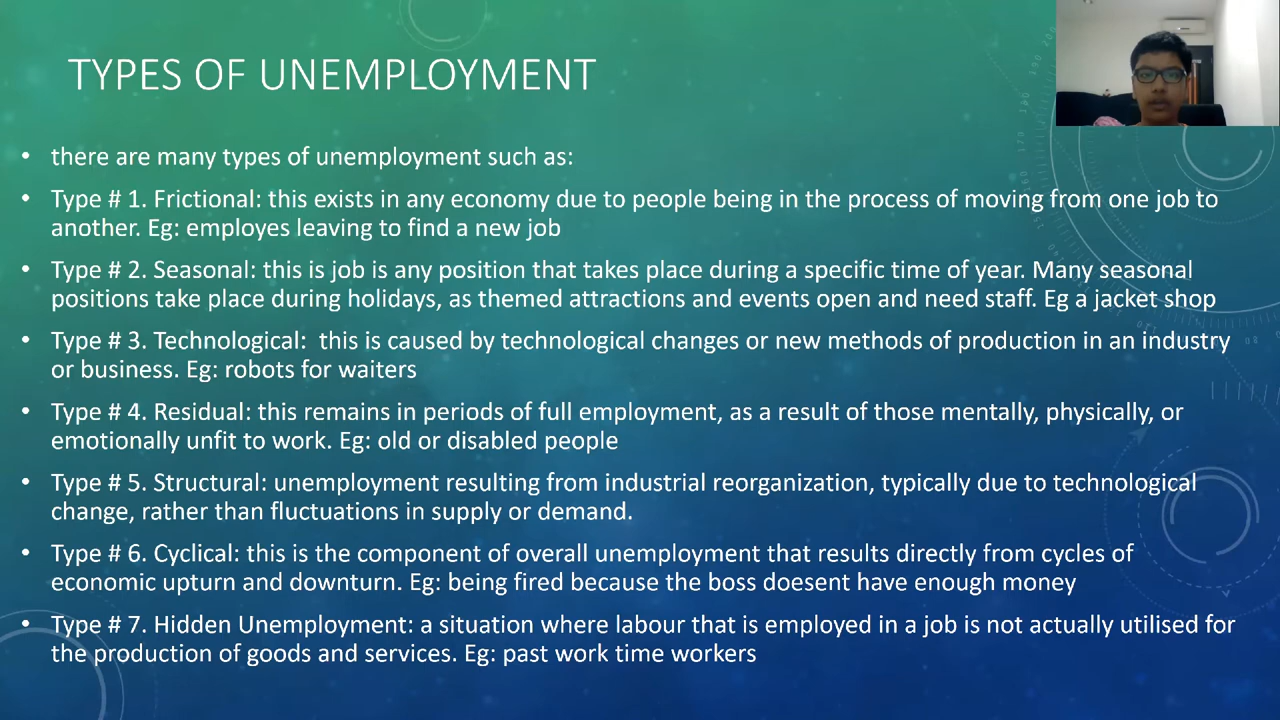 TYPES OF UNEMPLOYMENT
• there are many types of unemployment such as:
• Type # 1. Frictional: this exists in any economy due to people being in the process of moving from one job to
another. Eg: employes leaving to find a new job
• Type # 2. Seasonal: this is job is any position that takes place during a specific time of year. Many seasonal
positions take place during holidays, as themed attractions and events open and need staff. Eg a jacket shop
• Type # 3. Technological:  this is caused by technological changes or new methods of production in an industry
or business. Eg: robots for waiters
• Type # 4. Residual: this remains in periods of full employment, as a result of those mentally, physically, or
emotionally unfit to work. Eg: old or disabled people
• Type # 5. Structural: unemployment resulting from industrial reorganization, typically due to technological
change, rather than fluctuations in supply or demand.
• Type # 6. Cyclical: this is the component of overall unemployment that results directly from cycles of
economic upturn and downturn. Eg: being fired because the boss doesent have enough money
• Type # 7. Hidden Unemployment: a situation where labour that is employed in a job is not actually utilised for
the production of goods and services. Eg: past work time workers